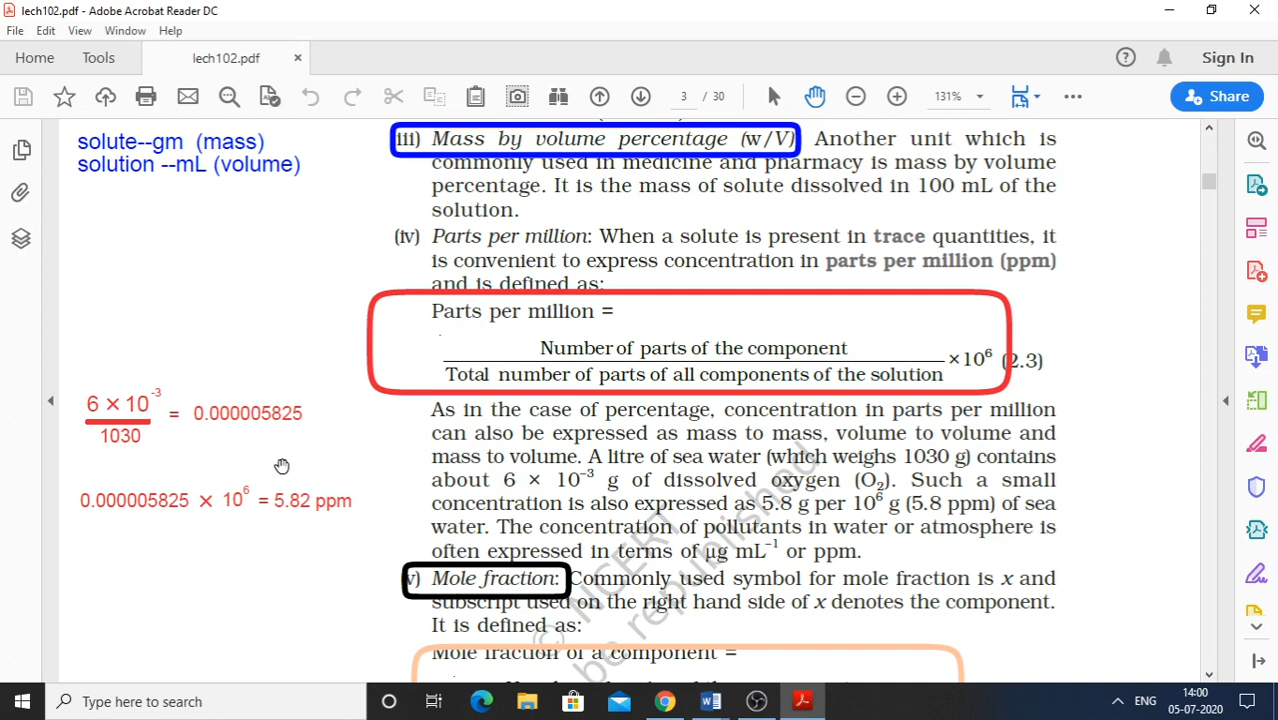 lech102.pdf - Adobe Acrobat Reader DC
File Edit View Window Help
Home Tools lech102.pdf × Sign In
3 / 30 131% Share
solute--gm (mass)
solution --mL (volume)
iii) Mass by volume percentage (w/V) Another unit which is
commonly used in medicine and pharmacy is mass by volume
percentage. It is the mass of solute dissolved in 100 mL of the
solution.
(iv) Parts per million: When a solute is present in trace quantities, it
is convenient to express concentration in parts per million (ppm)
and is defined as:
Parts per million =
Number of parts of the component
Total number of parts of all components of the solution ×10⁶ (2.3)
6 × 10⁻³ = 0.000005825
1030
0.000005825 × 10⁶ = 5.82 ppm
As in the case of percentage, concentration in parts per million
can also be expressed as mass to mass, volume to volume and
mass to volume. A litre of sea water (which weighs 1030 g) contains
about 6 × 10⁻³ g of dissolved oxygen (O₂). Such a small
concentration is also expressed as 5.8 g per 10⁶ g (5.8 ppm) of sea
water. The concentration of pollutants in water or atmosphere is
often expressed in terms of μg mL⁻¹ or ppm.
v) Mole fraction: Commonly used symbol for mole fraction is x and
subscript used on the right hand side of x denotes the component.
It is defined as:
Mole fraction of a component =
© NCERT
be republished
Type here to search
ENG 14:00
05-07-2020